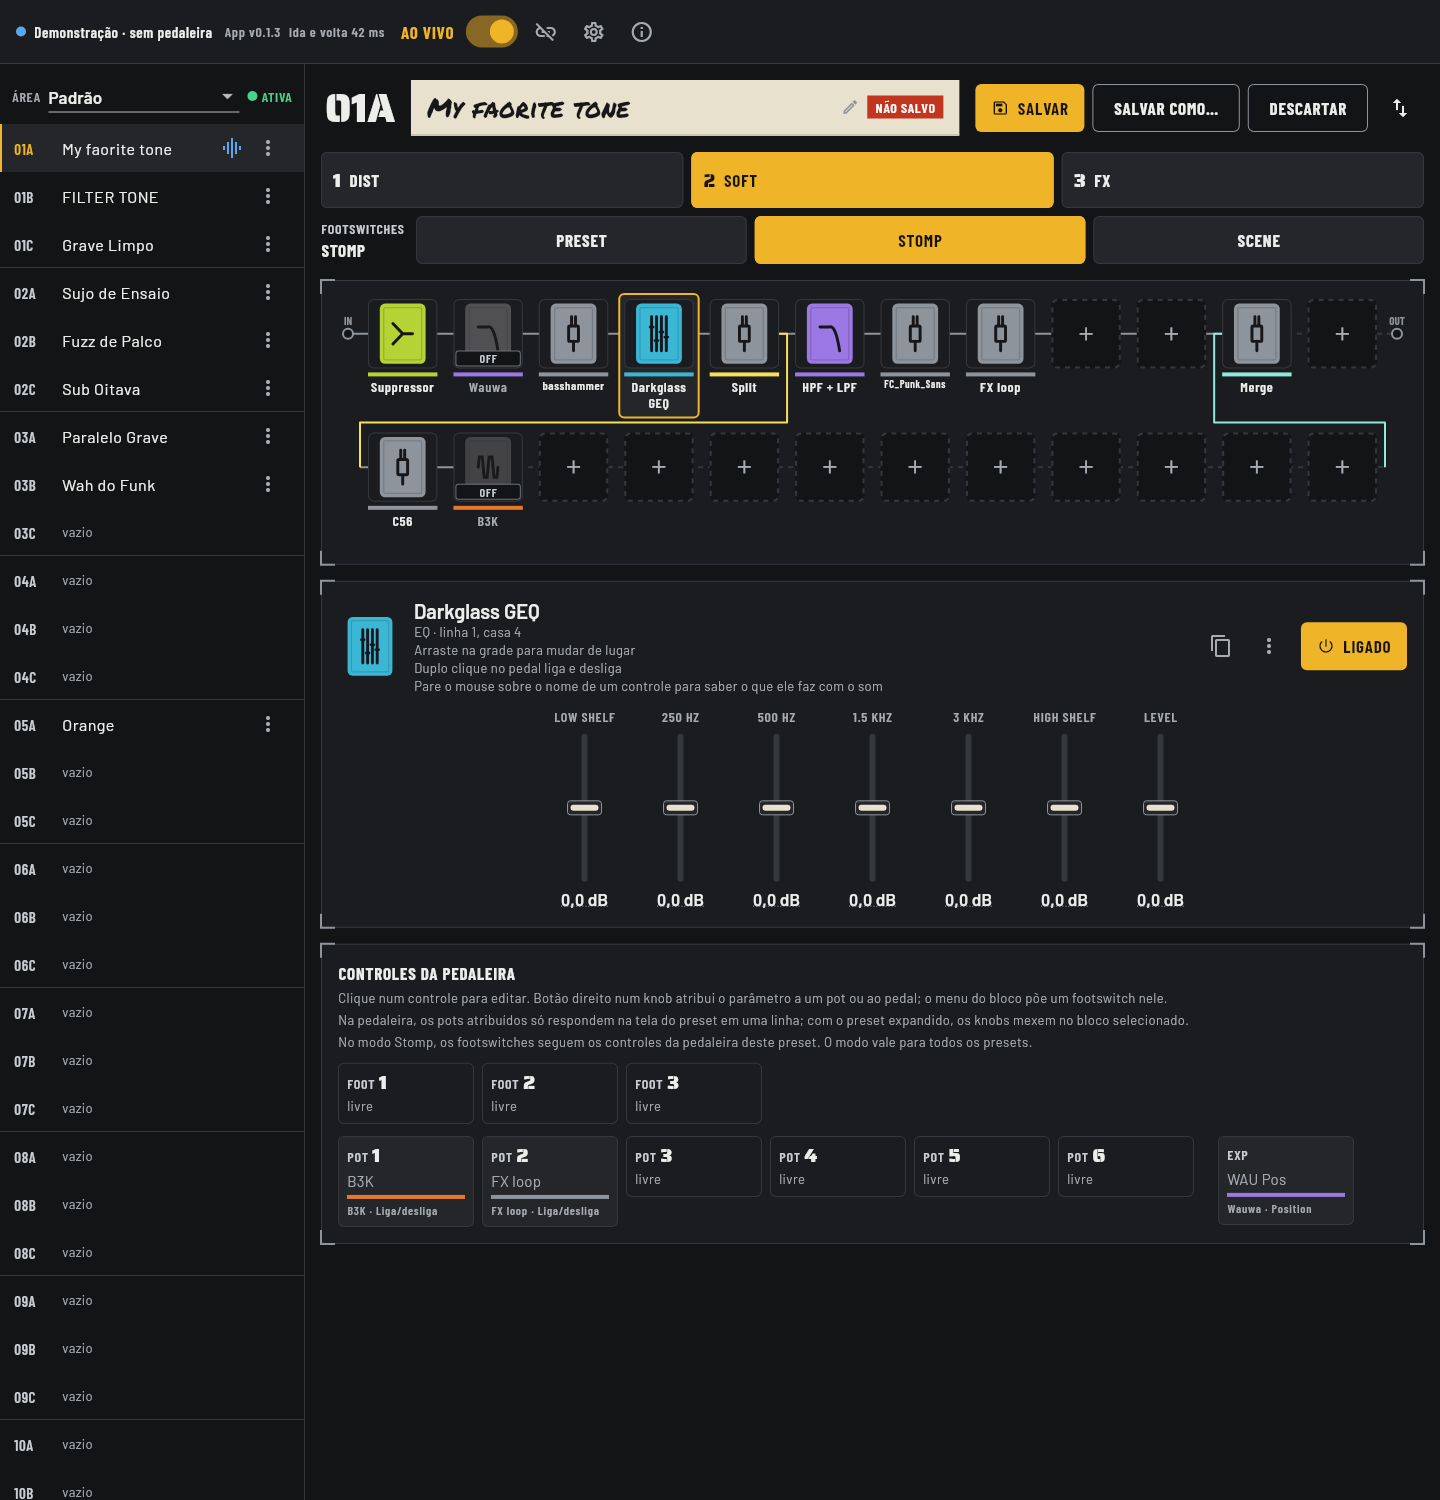 Demonstração · sem pedaleira App v0.1.3 Ida e volta 42 ms AO VIVO
ÁREA Padrão ATIVA
01A My faorite tone
01B FILTER TONE
01C Grave Limpo
02A Sujo de Ensaio
02B Fuzz de Palco
02C Sub Oitava
03A Paralelo Grave
03B Wah do Funk
03C vazio
04A vazio
04B vazio
04C vazio
05A Orange
05B vazio
05C vazio
06A vazio
06B vazio
06C vazio
07A vazio
07B vazio
07C vazio
08A vazio
08B vazio
08C vazio
09A vazio
09B vazio
09C vazio
10A vazio
10B vazio
01A My faorite tone NÃO SALVO SALVAR SALVAR COMO... DESCARTAR
1 DIST 2 SOFT 3 FX
FOOTSWITCHES
STOMP PRESET STOMP SCENE
IN OUT
OFF
Suppressor Wauwa basshammer Darkglass GEQ Split HPF + LPF FC_Punk_Sans FX loop Merge
OFF
C56 B3K
Darkglass GEQ
EQ · linha 1, casa 4
Arraste na grade para mudar de lugar
Duplo clique no pedal liga e desliga
Pare o mouse sobre o nome de um controle para saber o que ele faz com o som
LIGADO
LOW SHELF 250 HZ 500 HZ 1.5 KHZ 3 KHZ HIGH SHELF LEVEL
0,0 dB 0,0 dB 0,0 dB 0,0 dB 0,0 dB 0,0 dB 0,0 dB
CONTROLES DA PEDALEIRA
Clique num controle para editar. Botão direito num knob atribui o parâmetro a um pot ou ao pedal; o menu do bloco põe um footswitch nele.
Na pedaleira, os pots atribuídos só respondem na tela do preset em uma linha; com o preset expandido, os knobs mexem no bloco selecionado.
No modo Stomp, os footswitches seguem os controles da pedaleira deste preset. O modo vale para todos os presets.
FOOT 1 FOOT 2 FOOT 3
livre livre livre
POT 1 POT 2 POT 3 POT 4 POT 5 POT 6 EXP
B3K FX loop livre livre livre livre WAU Pos
B3K · Liga/desliga FX loop · Liga/desliga Wauwa · Position